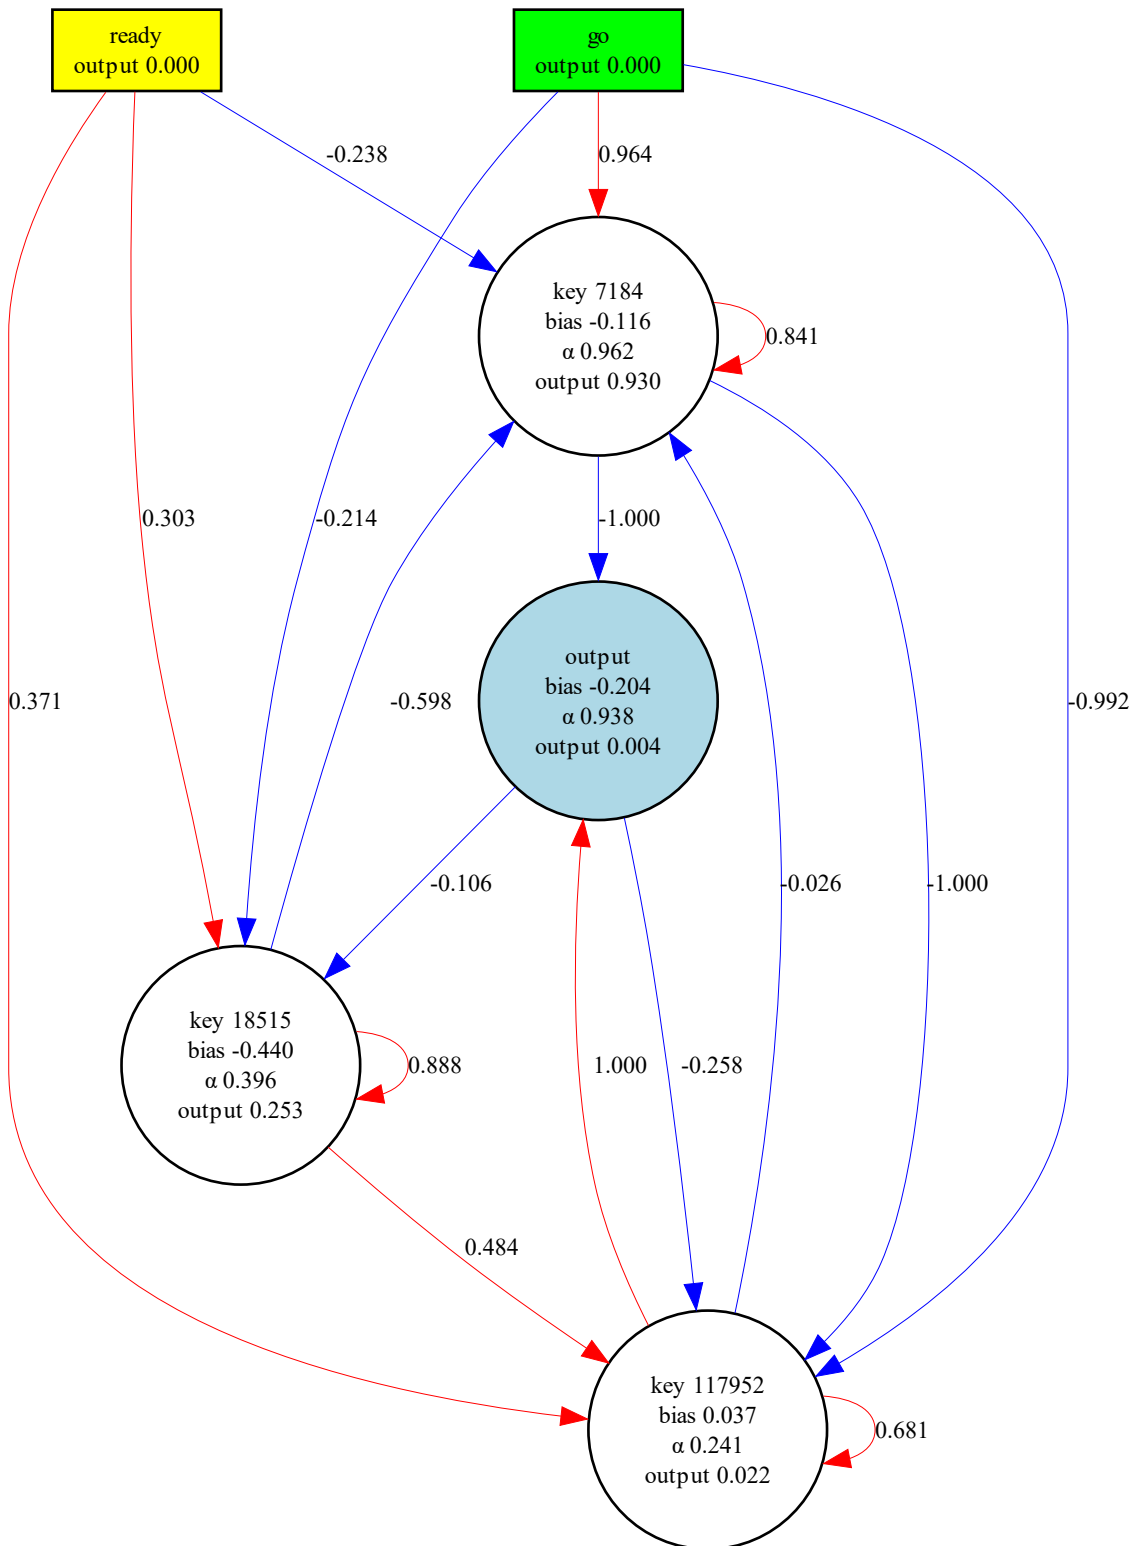 ready
output 0.000
go
output 0.000
-0.238
0.964
key 7184
bias -0.116
α 0.962
output 0.930
0.841
0.303
-0.214
-1.000
0.371
-0.598
output
bias -0.204
α 0.938
output 0.004
-0.992
-0.106
-0.026
-1.000
key 18515
bias -0.440
α 0.396
output 0.253
0.888
1.000
-0.258
0.484
key 117952
bias 0.037
α 0.241
output 0.022
0.681